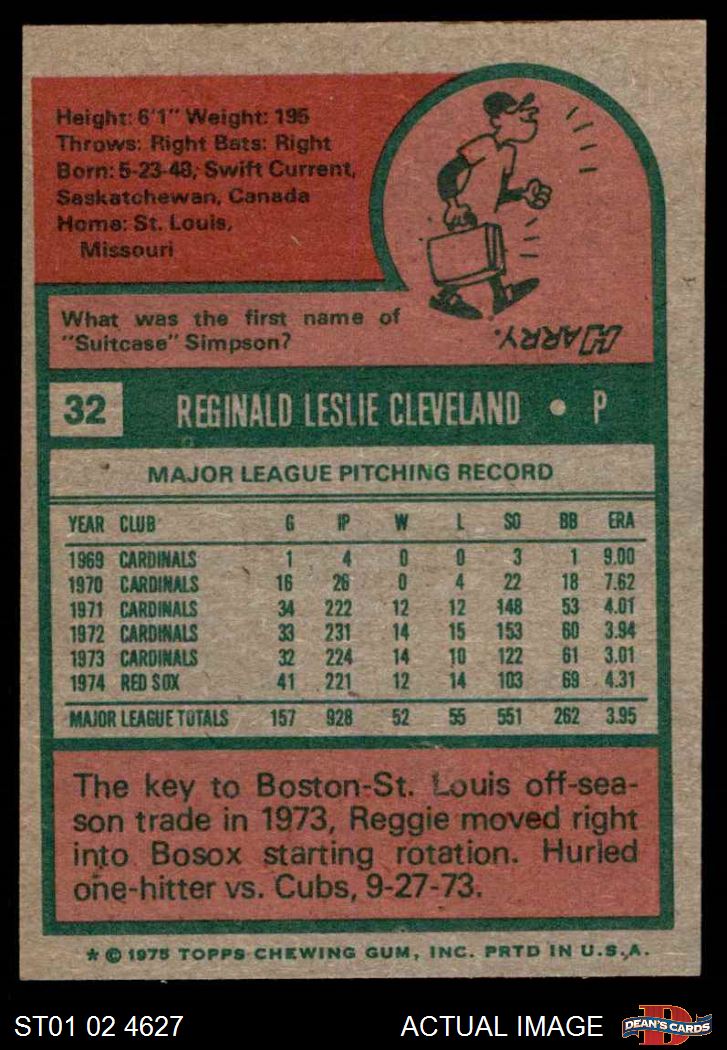 Height: 6'1" Weight: 195
Throws: Right Bats: Right
Born: 5-23-48, Swift Current,
Saskatchewan, Canada
Home: St. Louis,
Missouri
What was the first name of
"Suitcase" Simpson?
HARRY.
32 REGINALD LESLIE CLEVELAND • P
MAJOR LEAGUE PITCHING RECORD
YEAR CLUB G IP W L SO BB ERA
1969 CARDINALS 1 4 0 0 3 1 9.00
1970 CARDINALS 16 26 0 4 22 18 7.62
1971 CARDINALS 34 222 12 12 148 53 4.01
1972 CARDINALS 33 231 14 15 153 60 3.94
1973 CARDINALS 32 224 14 10 122 61 3.01
1974 RED SOX 41 221 12 14 103 69 4.31
MAJOR LEAGUE TOTALS 157 928 52 55 551 262 3.95
The key to Boston-St. Louis off-sea-
son trade in 1973, Reggie moved right
into Bosox starting rotation. Hurled
one-hitter vs. Cubs, 9-27-73.
* © 1975 TOPPS CHEWING GUM, INC. PRTD IN U.S.A.
ST01 02 4627 ACTUAL IMAGE D DEAN'S CARDS